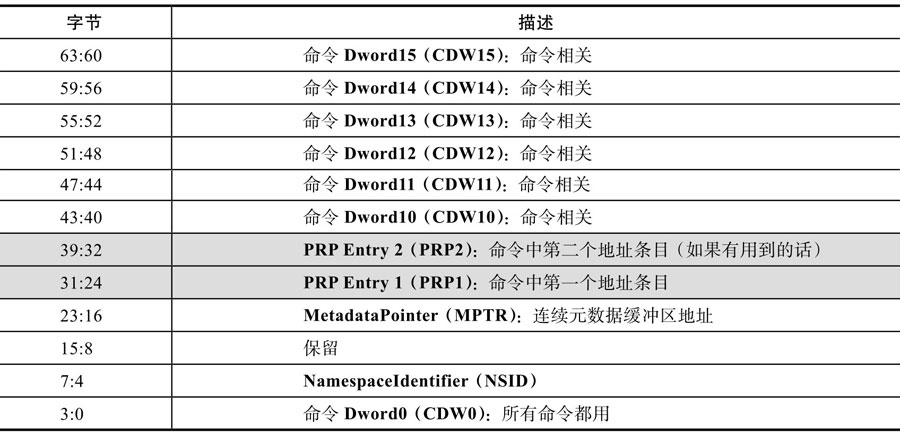 字节 描述
63:60 命令 Dword15（CDW15）：命令相关
59:56 命令 Dword14（CDW14）：命令相关
55:52 命令 Dword13（CDW13）：命令相关
51:48 命令 Dword12（CDW12）：命令相关
47:44 命令 Dword11（CDW11）：命令相关
43:40 命令 Dword10（CDW10）：命令相关
39:32 PRP Entry 2（PRP2）：命令中第二个地址条目（如果有用到的话）
31:24 PRP Entry 1（PRP1）：命令中第一个地址条目
23:16 MetadataPointer（MPTR）：连续元数据缓冲区地址
15:8 保留
7:4 NamespaceIdentifier（NSID）
3:0 命令 Dword0（CDW0）：所有命令都用